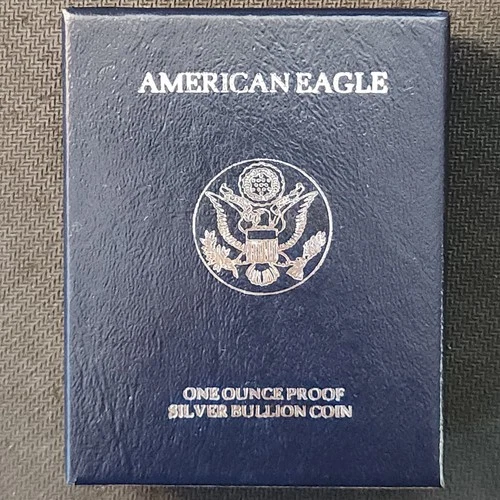 AMERICAN EAGLE
ONE OUNCE PROOF
SILVER BULLION COIN